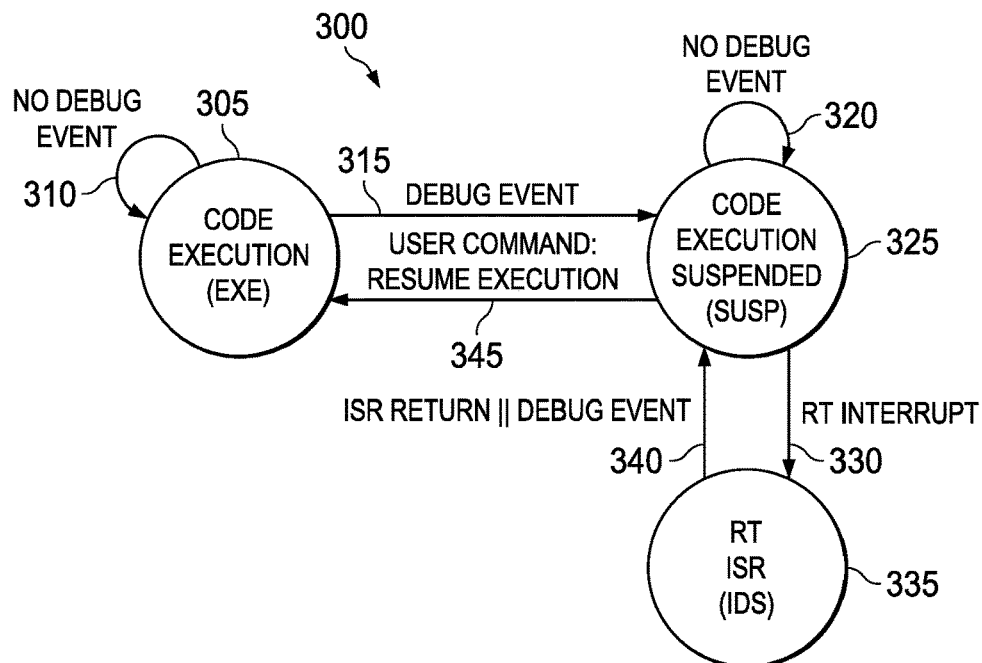 300
NO DEBUG
EVENT
305
310
315
NO DEBUG
EVENT
320
CODE
EXECUTION
(EXE)
DEBUG EVENT
USER COMMAND:
RESUME EXECUTION
345
CODE
EXECUTION
SUSPENDED
(SUSP)
325
ISR RETURN || DEBUG EVENT
340
RT INTERRUPT
330
RT
ISR
(IDS)
335